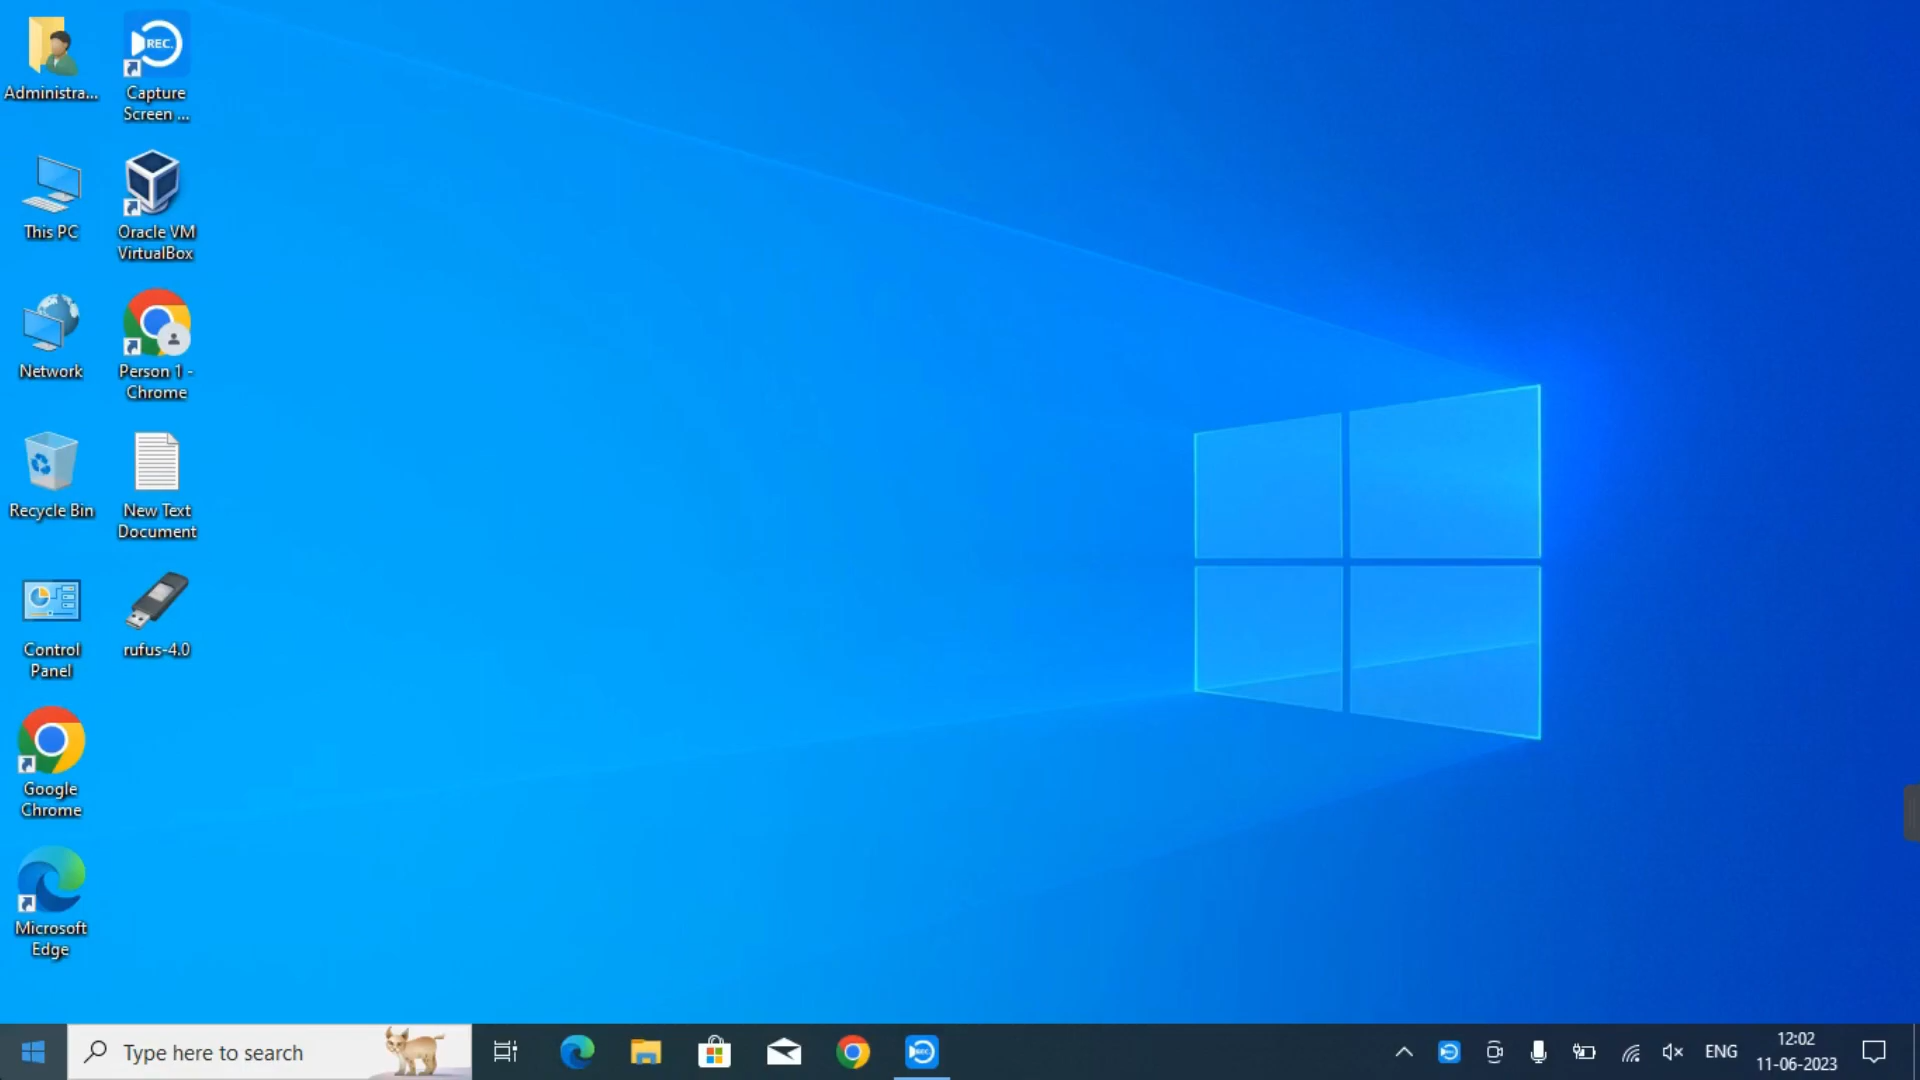 Administra...
Capture
Screen ...
This PC
Oracle VM
VirtualBox
Network
Person 1 -
Chrome
Recycle Bin
New Text
Document
Control
Panel
rufus-4.0
Google
Chrome
Microsoft
Edge
REC.
Type here to search
REC
ENG
12:02
11-06-2023